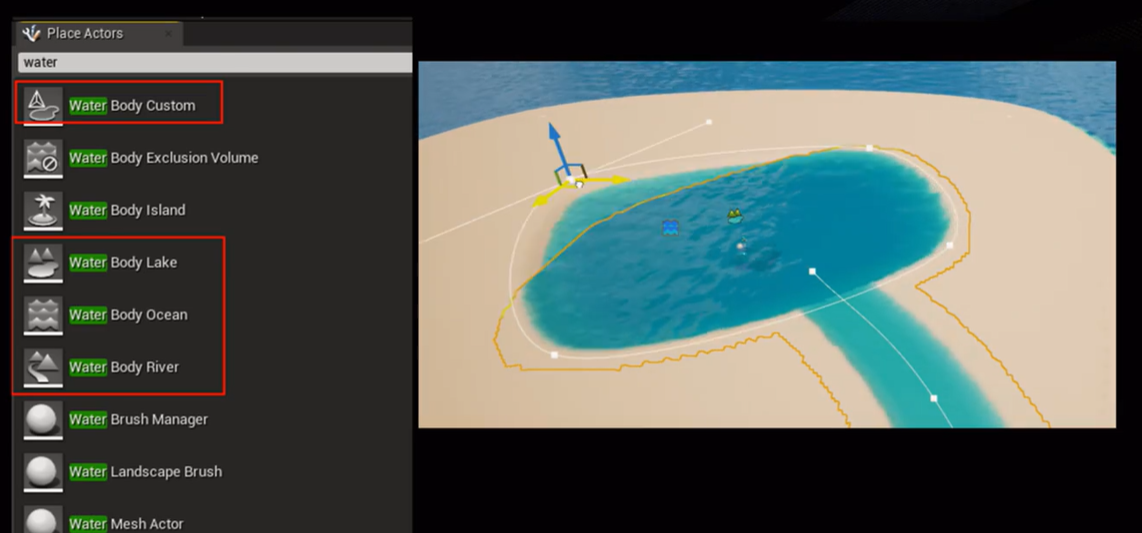 Place Actors
water
Water Body Custom
Water Body Exclusion Volume
Water Body Island
Water Body Lake
Water Body Ocean
Water Body River
Water Brush Manager
Water Landscape Brush
Water Mesh Actor